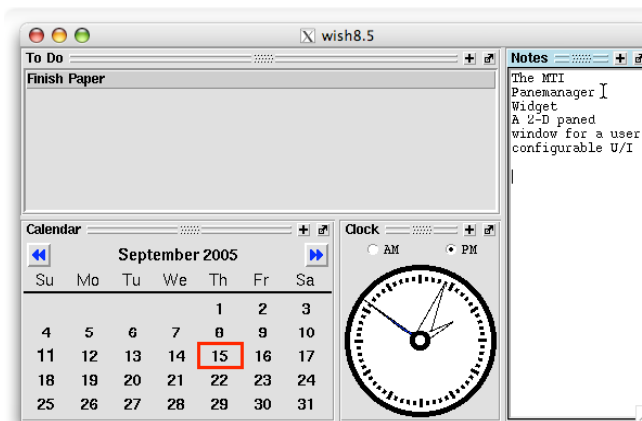 wish8.5
To Do
Finish Paper
Notes
The MTI
Panemanager
Widget
A 2-D paned
window for a user
configurable U/I
Calendar
September 2005
Su Mo Tu We Th Fr Sa
1 2 3
4 5 6 7 8 9 10
11 12 13 14 15 16 17
18 19 20 21 22 23 24
25 26 27 28 29 30 31
Clock
AM PM